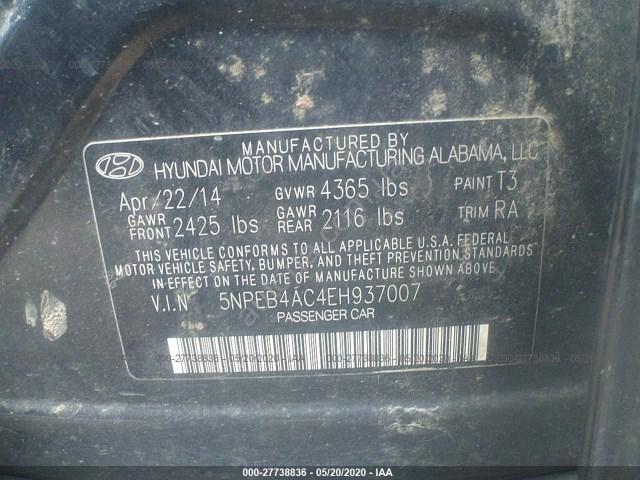 MANUFACTURED BY
HYUNDAI MOTOR MANUFACTURING ALABAMA, LLC
Apr/22/14 GVWR 4365 lbs PAINT T3
GAWR FRONT 2425 lbs GAWR REAR 2116 lbs TRIM RA
THIS VEHICLE CONFORMS TO ALL APPLICABLE U.S.A. FEDERAL
MOTOR VEHICLE SAFETY, BUMPER, AND THEFT PREVENTION STANDARDS
IN EFFECT ON THE DATE OF MANUFACTURE SHOWN ABOVE.
V.I.N 5NPEB4AC4EH937007
PASSENGER CAR
000-27738836 - 05/20/2020 - IAA